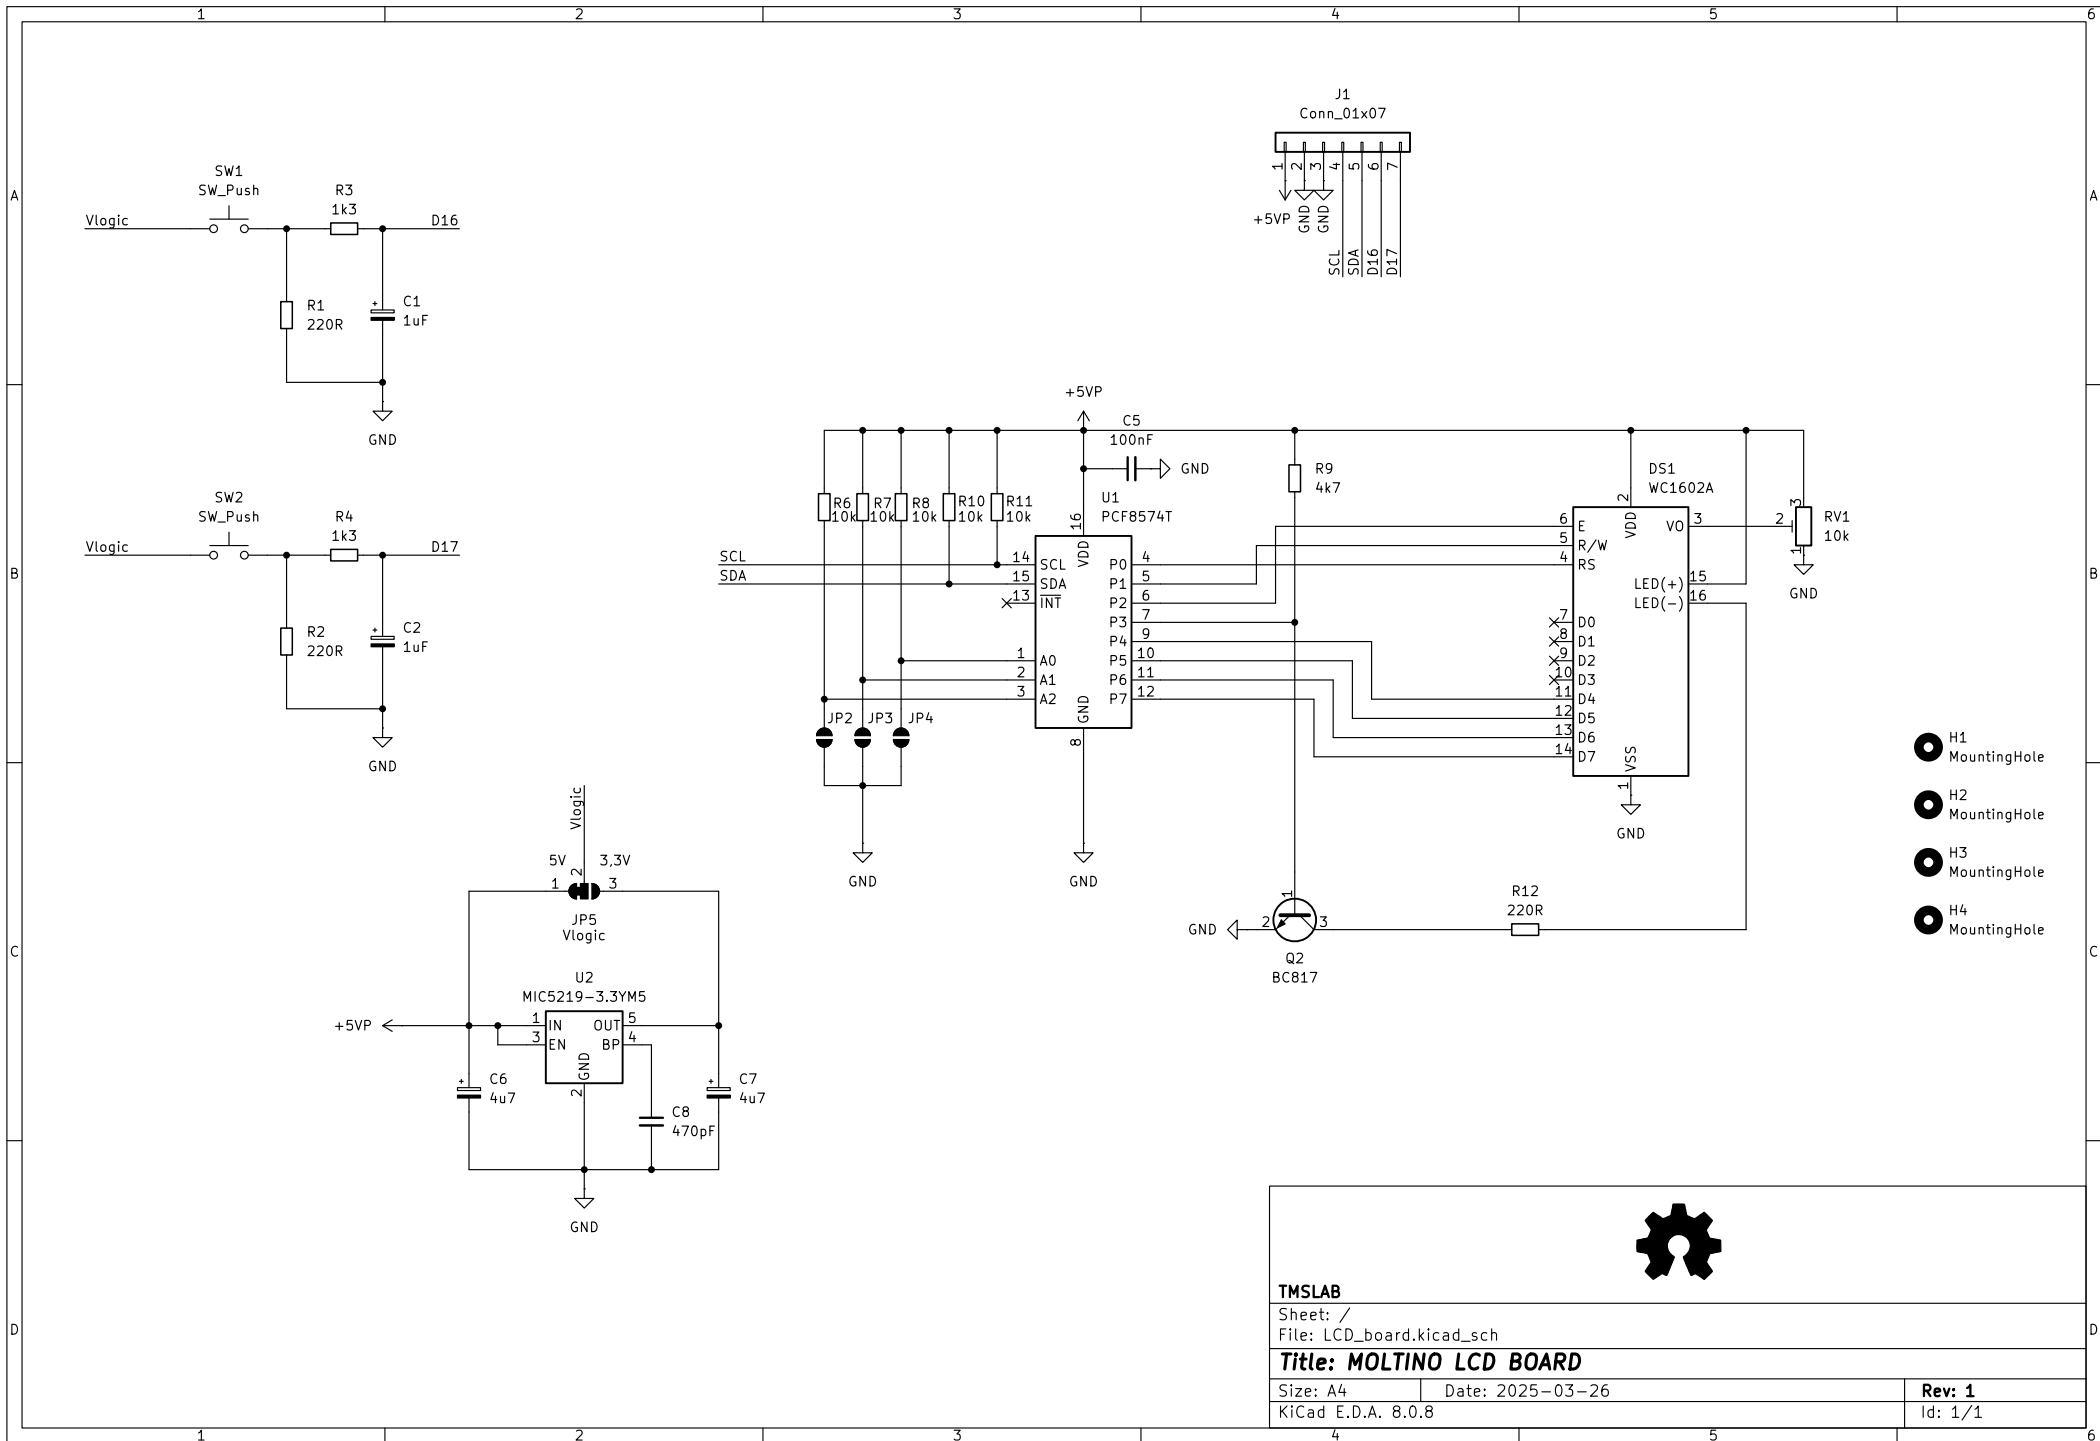 1 2 3 4 5 6
A
B
C
D
A
B
C
D
1 2 3 4 5 6
J1
Conn_01x07
1 2 3 4 5 6 7
+5VP
GND
GND
SCL
SDA
D16
D17
SW1
SW_Push
R3
1k3
Vlogic
D16
R1
220R
+
C1
1uF
GND
SW2
SW_Push
R4
1k3
Vlogic
D17
R2
220R
+
C2
1uF
GND
+5VP
C5
100nF
GND
R6
10k
R7
10k
R8
10k
R10
10k
R11
10k
U1
PCF8574T
16
VDD
SCL
SDA
14 SCL
15 SDA
13 INT
1 A0
2 A1
3 A2
P0 4
P1 5
P2 6
P3 7
P4 9
P5 10
P6 11
P7 12
GND
8
GND
JP2
JP3
JP4
GND
R9
4k7
DS1
WC1602A
2
VDD
6 E
5 R/W
4 RS
7 D0
8 D1
9 D2
10 D3
11 D4
12 D5
13 D6
14 D7
VO 3
LED(+) 15
LED(-) 16
VSS
1
GND
2
3
1
RV1
10k
GND
H1
MountingHole
H2
MountingHole
H3
MountingHole
H4
MountingHole
R12
220R
GND
2
1
3
Q2
BC817
Vlogic
5V
3,3V
1
2
3
JP5
Vlogic
U2
MIC5219-3.3YM5
+5VP
1 IN
3 EN
OUT 5
BP 4
GND
2
+
C6
4u7
+
C7
4u7
C8
470pF
GND
TMSLAB
Sheet: /
File: LCD_board.kicad_sch
Title: MOLTINO LCD BOARD
Size: A4
Date: 2025-03-26
Rev: 1
KiCad E.D.A. 8.0.8
Id: 1/1